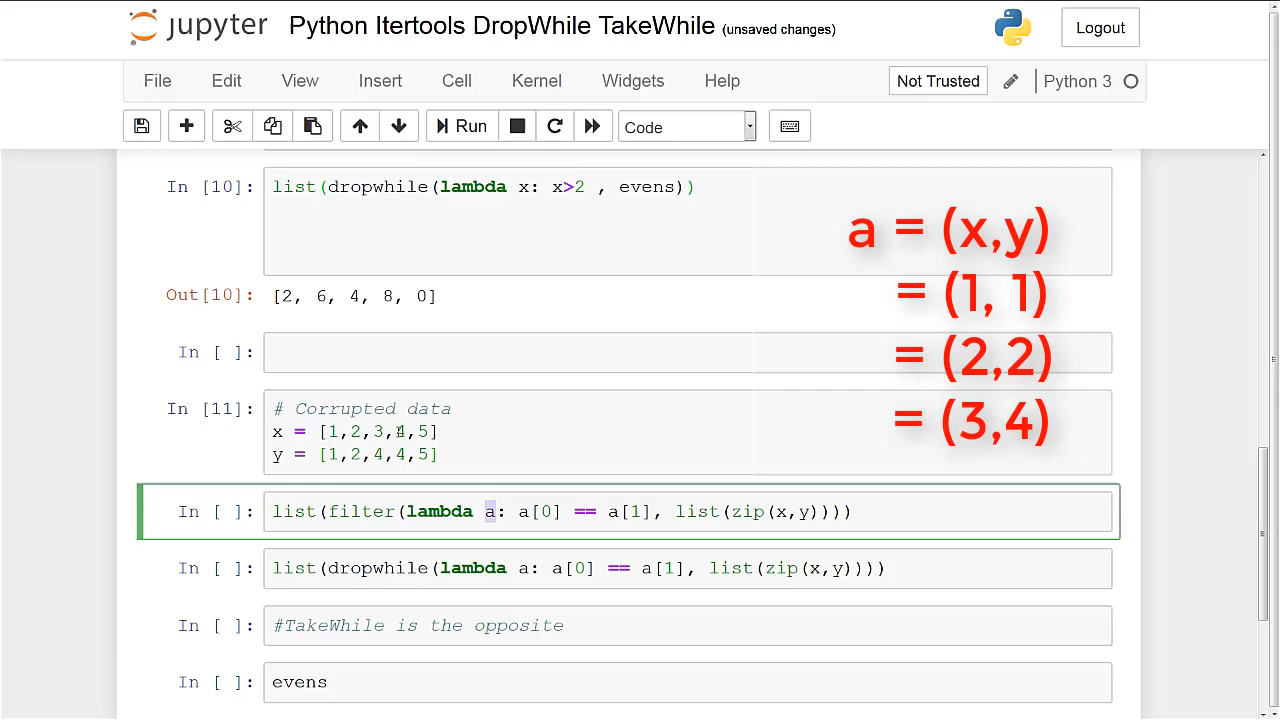 jupyter Python Itertools DropWhile TakeWhile (unsaved changes) Logout
File Edit View Insert Cell Kernel Widgets Help Not Trusted Python 3
Run Code
In [10]: list(dropwhile(lambda x: x>2 , evens))
a = (x,y)
= (1, 1)
Out[10]: [2, 6, 4, 8, 0]
In [ ]:
= (2,2)
In [11]: # Corrupted data
= (3,4)
x = [1,2,3,4,5]
y = [1,2,4,4,5]
In [ ]: list(filter(lambda a: a[0] == a[1], list(zip(x,y))))
In [ ]: list(dropwhile(lambda a: a[0] == a[1], list(zip(x,y))))
In [ ]: #TakeWhile is the opposite
In [ ]: evens